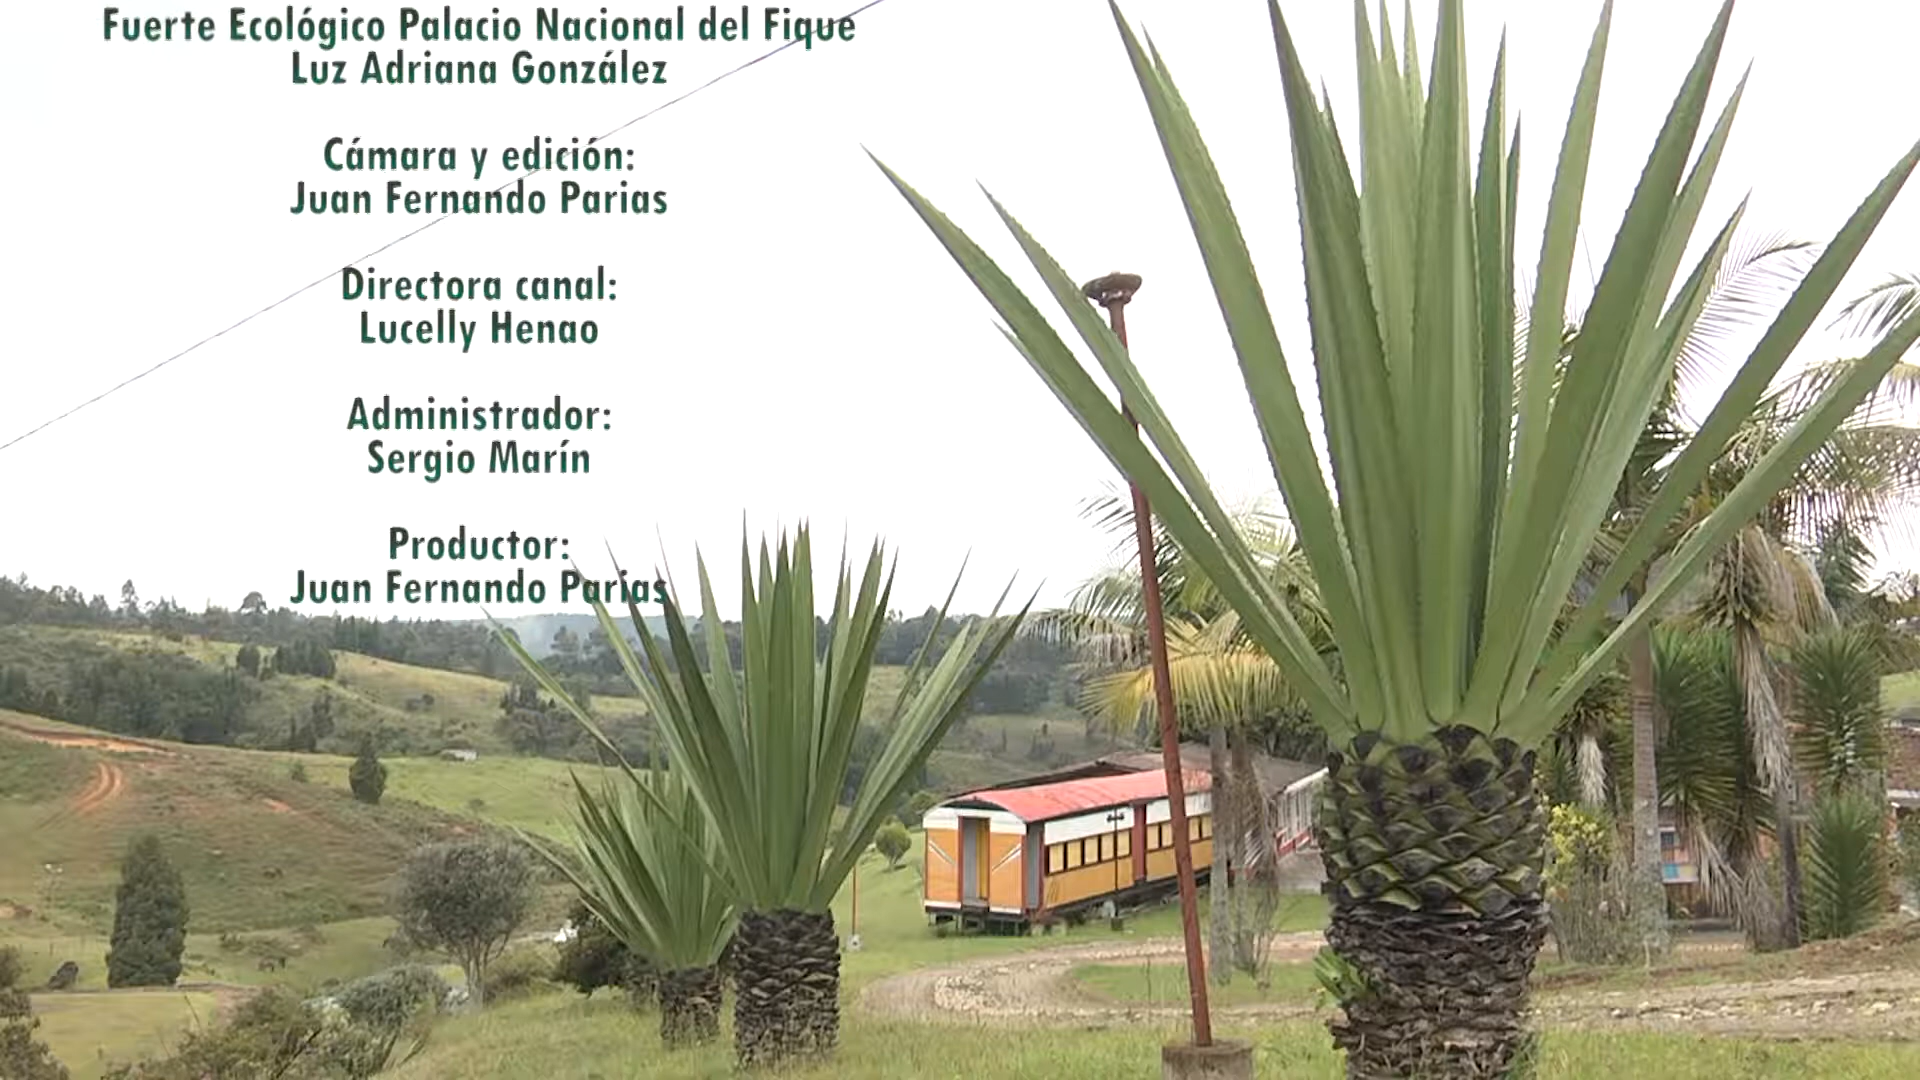 Fuerte Ecológico Palacio Nacional del Fique
Luz Adriana González
Cámara y edición:
Juan Fernando Parias
Directora canal:
Lucelly Henao
Administrador:
Sergio Marín
Productor:
Juan Fernando Parias